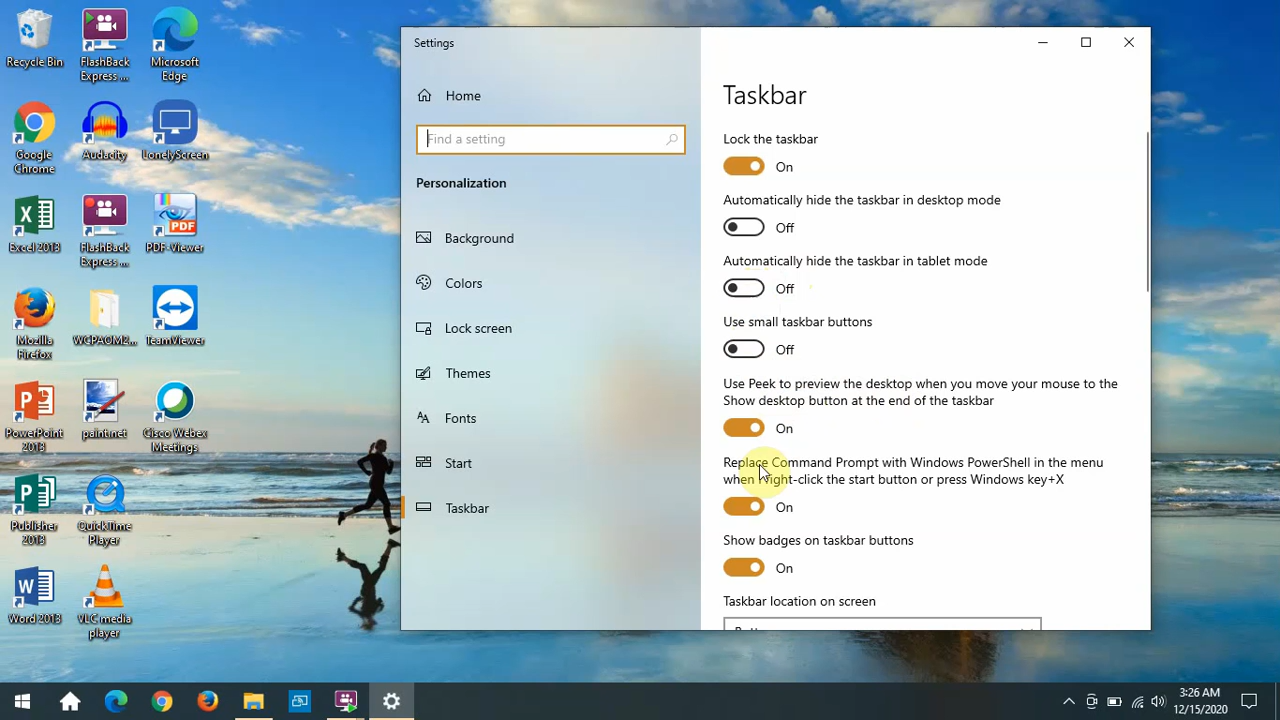 Recycle Bin
FlashBack
Express ...
Microsoft
Edge
Google
Chrome
Audacity
LonelyScreen
Excel 2013
FlashBack
Express ...
PDF-Viewer
Mozilla
Firefox
WCPAOM2...
TeamViewer
PowerPoint
2013
paint.net
Cisco Webex
Meetings
Publisher
2013
QuickTime
Player
Word 2013
VLC media
player
Settings
Home
Find a setting
Personalization
Background
Colors
Lock screen
Themes
Fonts
Start
Taskbar
Taskbar
Lock the taskbar
On
Automatically hide the taskbar in desktop mode
Off
Automatically hide the taskbar in tablet mode
Off
Use small taskbar buttons
Off
Use Peek to preview the desktop when you move your mouse to the
Show desktop button at the end of the taskbar
On
Replace Command Prompt with Windows PowerShell in the menu
when I right-click the start button or press Windows key+X
On
Show badges on taskbar buttons
On
Taskbar location on screen
3:26 AM
12/15/2020